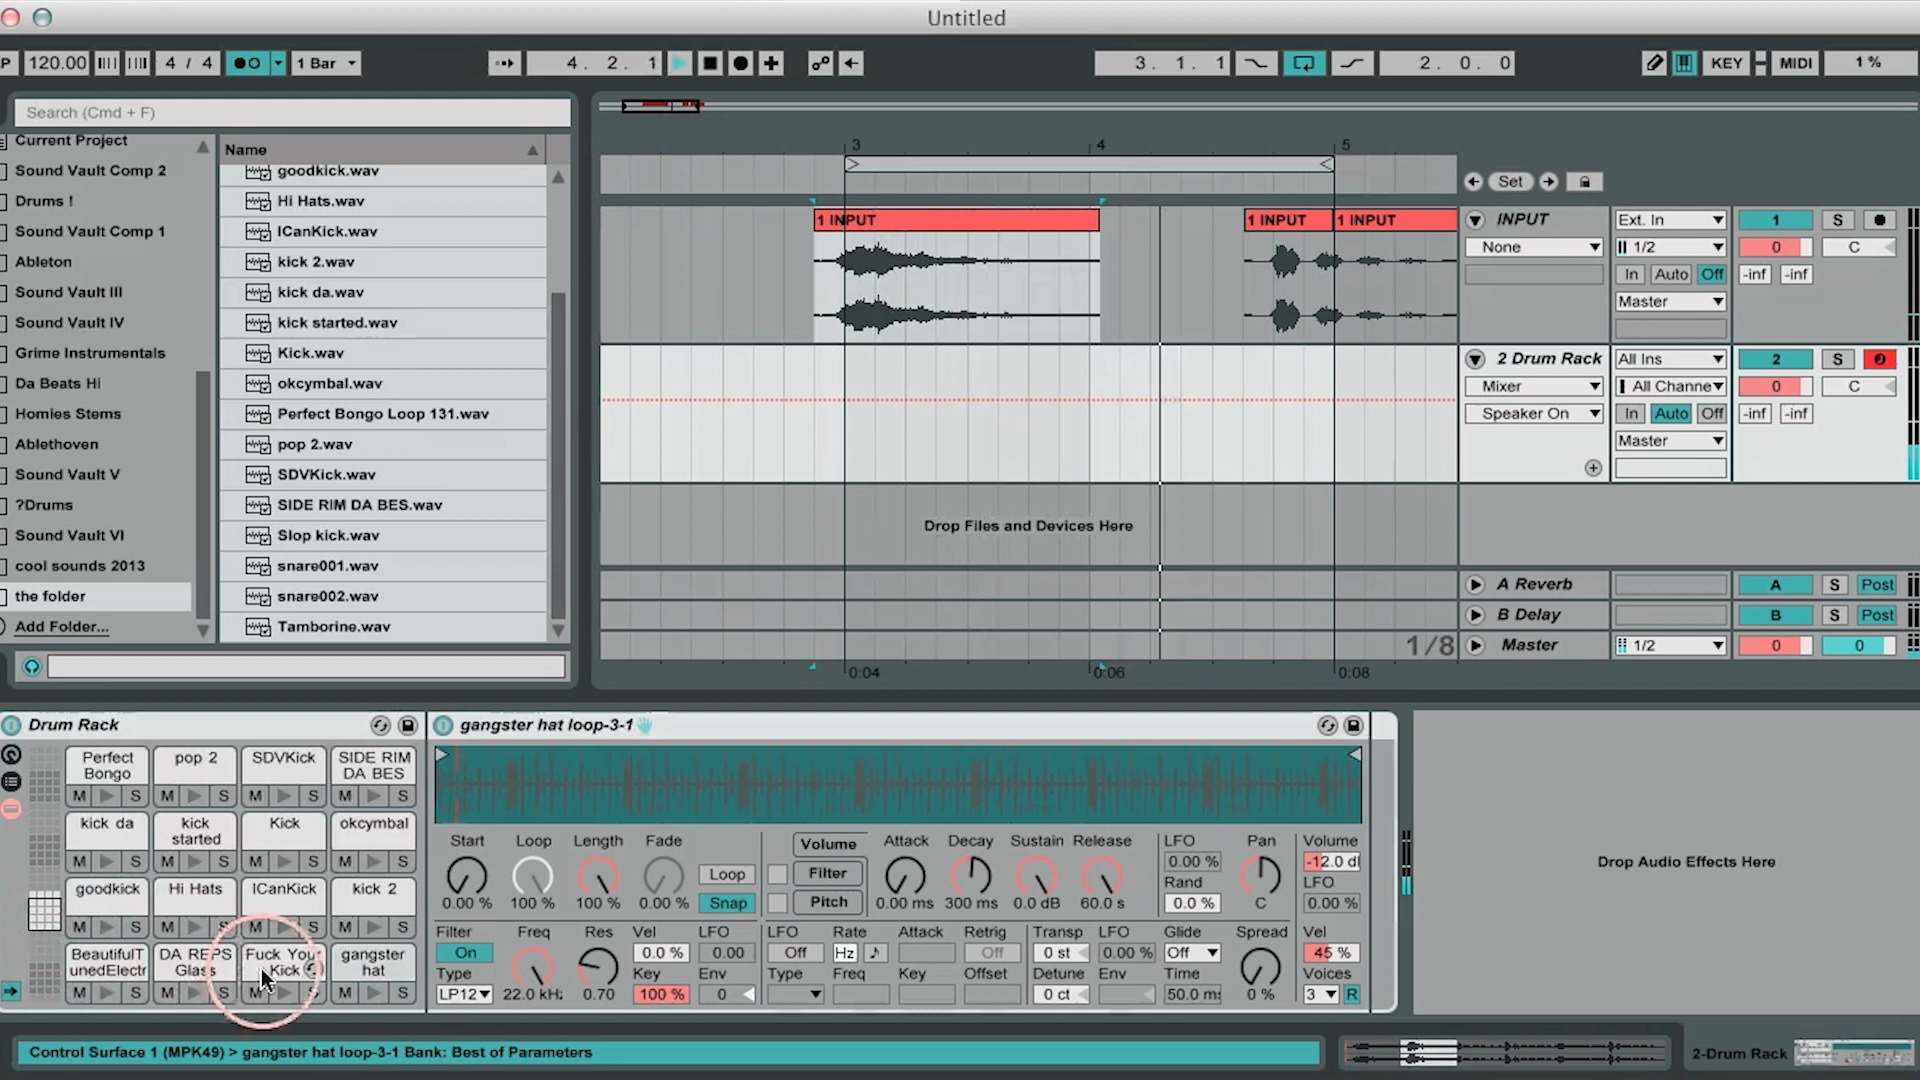 Untitled
P 120.00 4 / 4 1 Bar 4. 2. 1 3. 1. 1 2. 0. 0 KEY MIDI 1 %
Search (Cmd + F)
Current Project
Sound Vault Comp 2
Drums !
Sound Vault Comp 1
Ableton
Sound Vault III
Sound Vault IV
Grime Instrumentals
Da Beats Hi
Homies Stems
Ablethoven
Sound Vault V
?Drums
Sound Vault VI
cool sounds 2013
the folder
Add Folder...
Name
goodkick.wav
Hi Hats.wav
ICanKick.wav
kick 2.wav
kick da.wav
kick started.wav
Kick.wav
okcymbal.wav
Perfect Bongo Loop 131.wav
pop 2.wav
SDVKick.wav
SIDE RIM DA BES.wav
Slop kick.wav
snare001.wav
snare002.wav
Tamborine.wav
3 4 5
Set
1 INPUT 1 INPUT 1 INPUT
INPUT Ext. In 1 S
None 1/2 0 C
In Auto Off -inf -inf
Master
2 Drum Rack All Ins 2 S
Mixer All Channe 0 C
Speaker On In Auto Off -inf -inf
Master
Drop Files and Devices Here
A Reverb A S Post
B Delay B S Post
1/8 Master 1/2 0 0
0:04 0:06 0:08
Drum Rack
Perfect Bongo
pop 2
SDVKick
SIDE RIM DA BES
M S M S M S M S
kick da
kick started
Kick
okcymbal
M S M S M S M S
goodkick
Hi Hats
ICanKick
kick 2
M S M S M S M S
BeautifulT unedElectr
DA REPS Glass
Fuck You Kick
gangster hat
M S M S M S M S
gangster hat loop-3-1
Start Loop Length Fade
0.00 % 100 % 100 % 0.00 %
Loop
Snap
Volume
Filter
Pitch
Attack Decay Sustain Release
0.00 ms 300 ms 0.0 dB 60.0 s
LFO Pan Volume
0.00 % -12.0 dl
Rand LFO
0.0 % C 0.00 %
Filter Freq Res Vel LFO
On 0.0 % 0.00
Type Key Env
LP12 22.0 kHz 0.70 100 % 0
LFO Rate Attack Retrig
Off Hz Off
Type Freq Key Offset
Transp LFO Glide Spread Vel
0 st 0.00 % Off 45 %
Detune Env Time Voices
0 ct 50.0 ms 0 % 3 R
Drop Audio Effects Here
Control Surface 1 (MPK49) > gangster hat loop-3-1 Bank: Best of Parameters
2-Drum Rack